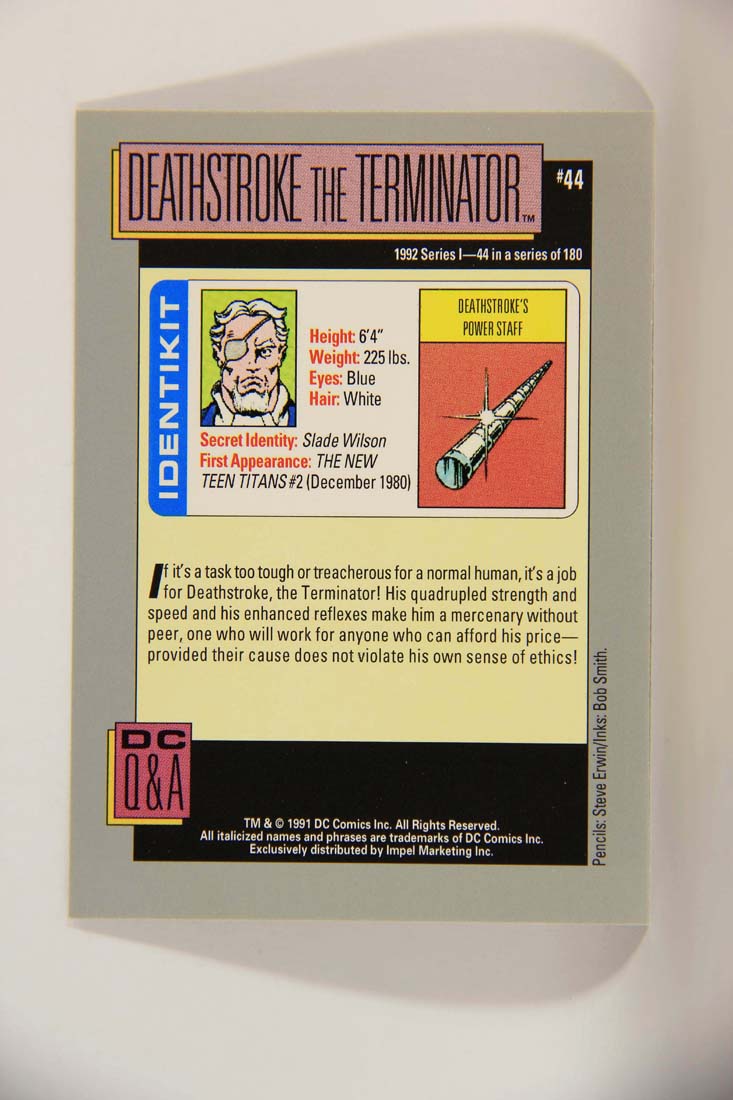 DEATHSTROKE THE TERMINATOR™
#44
1992 Series I—44 in a series of 180
IDENTIKIT
Height: 6'4"
Weight: 225 lbs.
Eyes: Blue
Hair: White
Secret Identity: Slade Wilson
First Appearance: THE NEW
TEEN TITANS #2 (December 1980)
DEATHSTROKE'S
POWER STAFF
If it's a task too tough or treacherous for a normal human, it's a job
for Deathstroke, the Terminator! His quadrupled strength and
speed and his enhanced reflexes make him a mercenary without
peer, one who will work for anyone who can afford his price—
provided their cause does not violate his own sense of ethics!
DC
Q&A
TM & © 1991 DC Comics Inc. All Rights Reserved.
All italicized names and phrases are trademarks of DC Comics Inc.
Exclusively distributed by Impel Marketing Inc.
Pencils: Steve Erwin/Inks: Bob Smith.